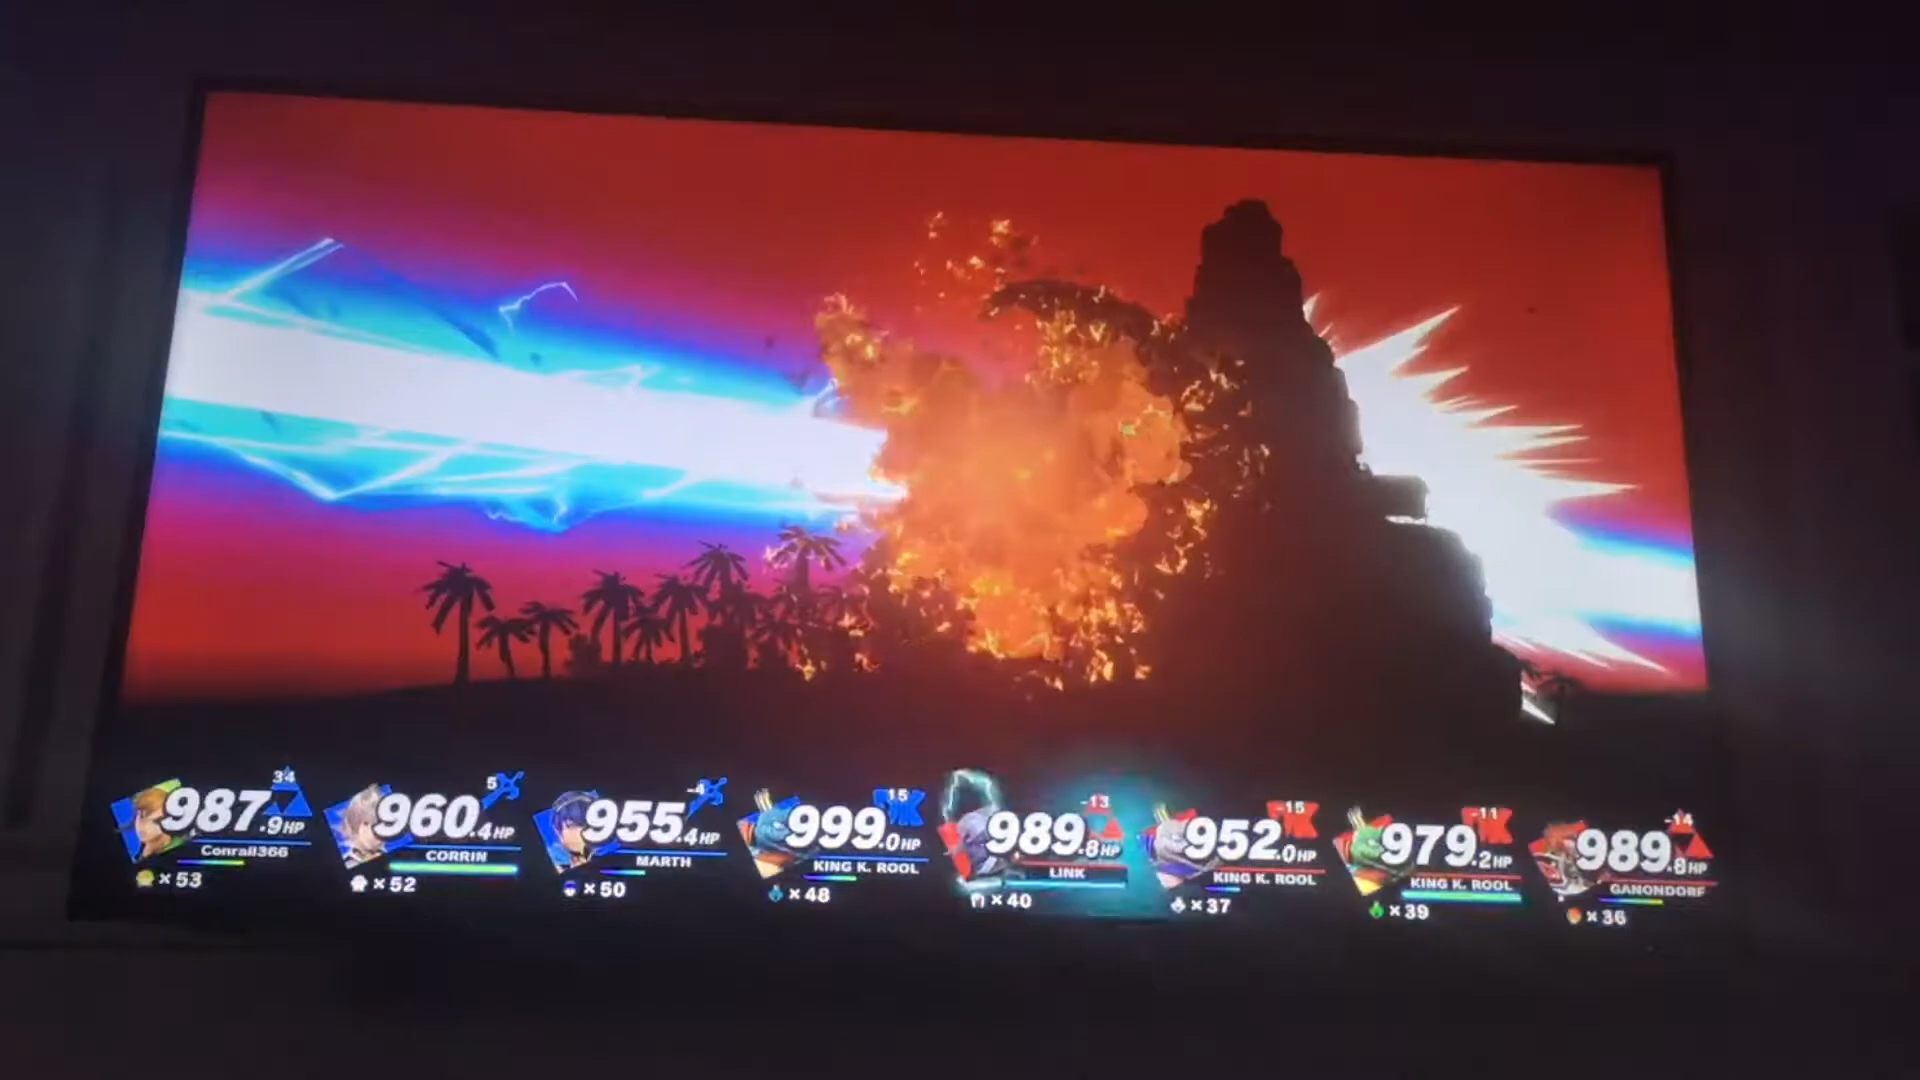 34
987.9HP
Conrail366
×53
5
960.4HP
CORRIN
×52
-4
955.4HP
MARTH
×50
15
999.0HP
KING K. ROOL
×48
-13
989.8HP
LINK
×40
-15
952.0HP
KING K. ROOL
×37
-11
979.2HP
KING K. ROOL
×39
-14
989.8HP
GANONDORF
×36